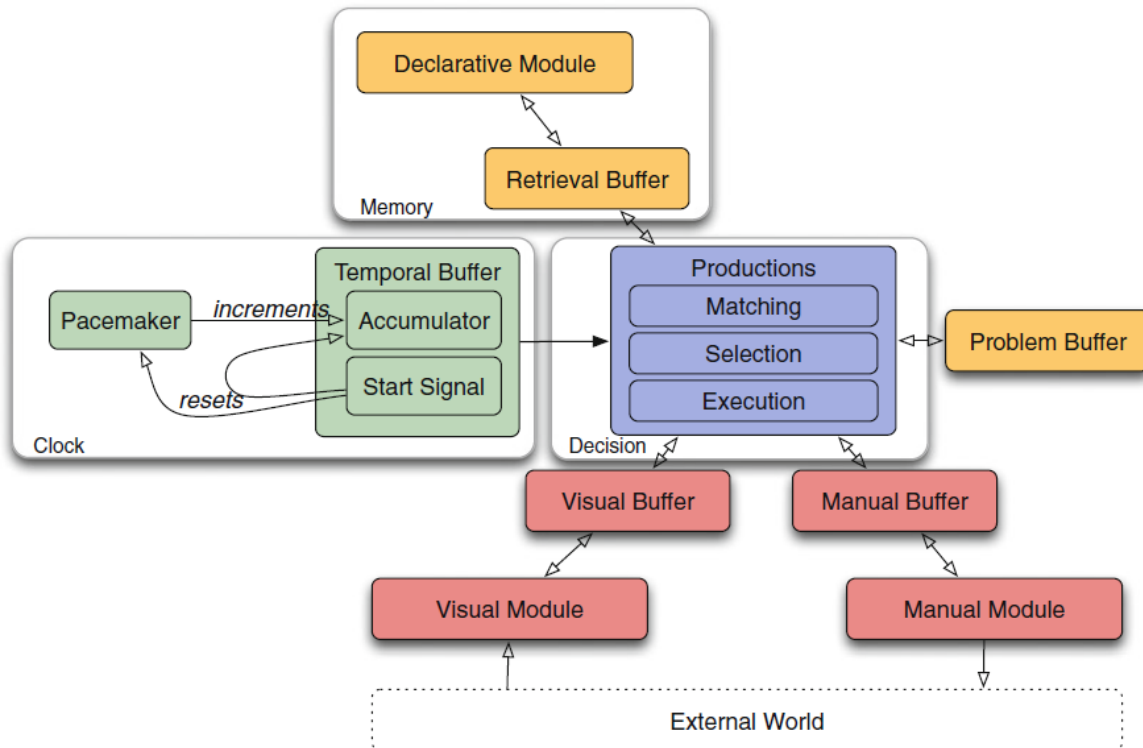 Declarative Module
Retrieval Buffer
Memory
Temporal Buffer
Pacemaker
increments
Accumulator
Start Signal
resets
Clock
Productions
Matching
Selection
Execution
Decision
Problem Buffer
Visual Buffer
Manual Buffer
Visual Module
Manual Module
External World